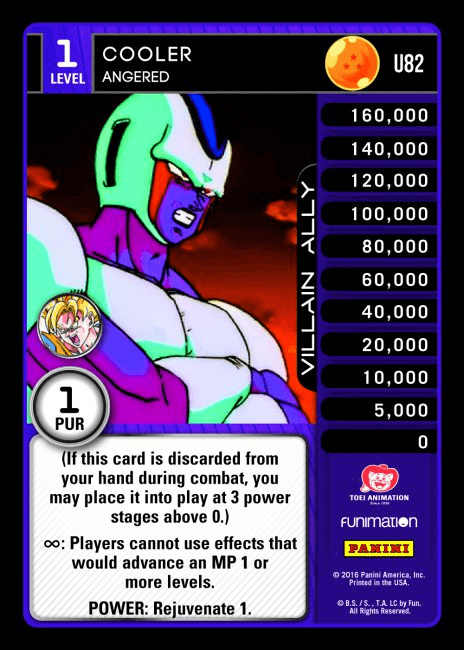 1
LEVEL
COOLER
ANGERED
U82
160,000
140,000
120,000
100,000
80,000
60,000
40,000
20,000
10,000
5,000
0
VILLAIN ALLY
1
PUR
(If this card is discarded from
your hand during combat, you
may place it into play at 3 power
stages above 0.)
∞: Players cannot use effects that
would advance an MP 1 or
more levels.
POWER: Rejuvenate 1.
TOEI ANIMATION
Since 1956
FUNIMATION
PANINI
© 2016 Panini America, Inc.
Printed in the USA.
© B.S. / S. , T.A. LC by Fun.
All Rights Reserved.